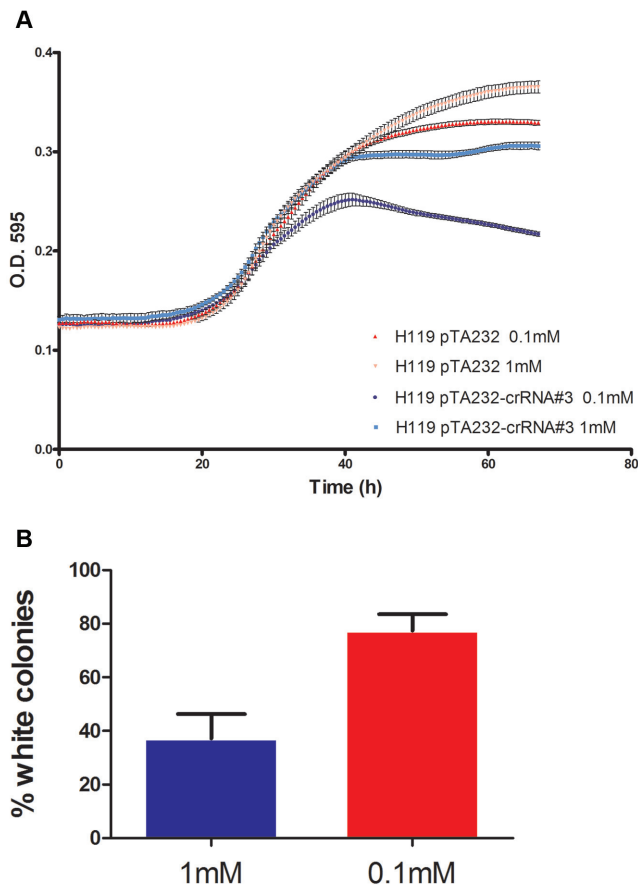 A
0.4
0.3
0.2
0.1
0.0
O.D. 595
H119 pTA232 0.1mM
H119 pTA232 1mM
H119 pTA232-crRNA#3 0.1mM
H119 pTA232-crRNA#3 1mM
0 20 40 60 80
Time (h)
B
100
80
60
40
20
0
% white colonies
1mM 0.1mM